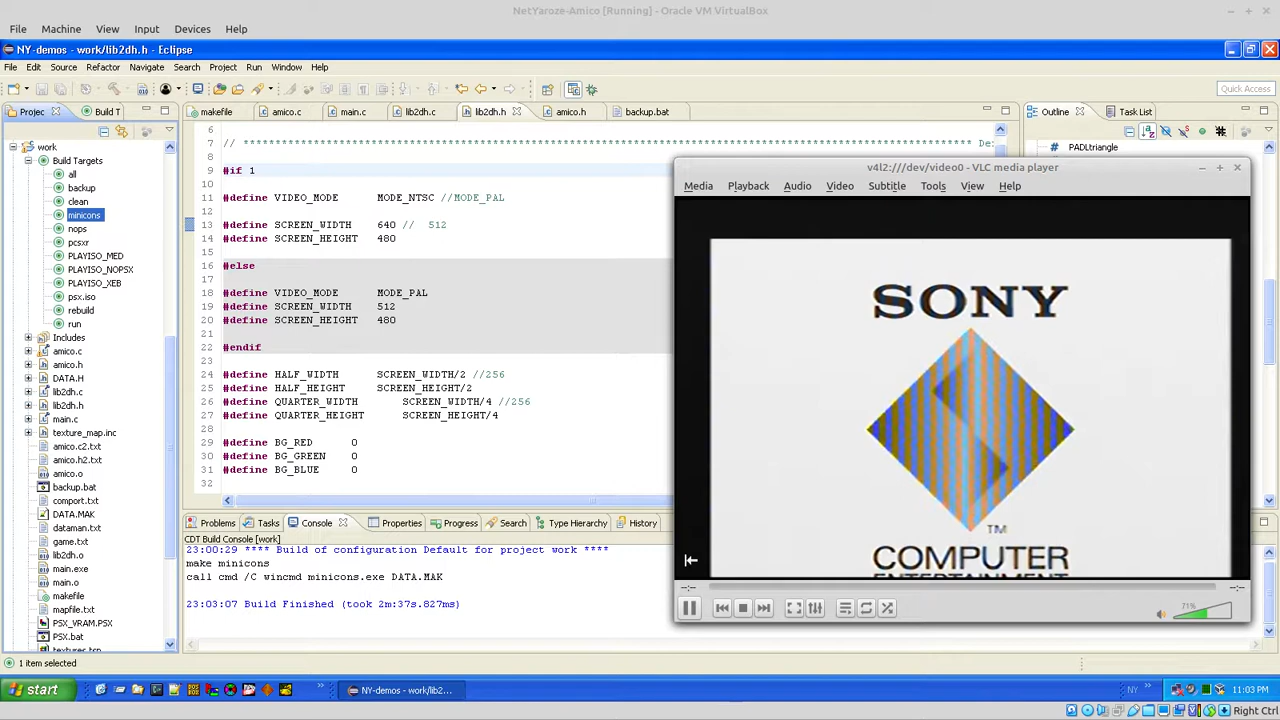 NetYaroze-Amico [Running] - Oracle VM VirtualBox
File Machine View Input Devices Help
NY-demos - work/lib2dh.h - Eclipse
File Edit Source Refactor Navigate Search Project Run Window Help
Quick Access
Projec Build T
makefile amico.c main.c lib2dh.c lib2dh.h amico.h backup.bat
Outline Task List
PADLtriangle
work
Build Targets
all
backup
clean
minicons
nops
pcsxr
PLAYISO_MED
PLAYISO_NOPSX
PLAYISO_XEB
psx.iso
rebuild
run
Includes
amico.c
amico.h
DATA.H
lib2dh.c
lib2dh.h
main.c
texture_map.inc
amico.c2.txt
amico.h2.txt
amico.o
backup.bat
comport.txt
DATA.MAK
dataman.txt
game.txt
lib2dh.o
main.exe
main.o
makefile
mapfile.txt
PSX_VRAM.PSX
PSX.bat
textures.tcp
6
7 // ************************************************************************* De
8
9 #if 1
10
11 #define VIDEO_MODE MODE_NTSC //MODE_PAL
12
13 #define SCREEN_WIDTH 640 // 512
14 #define SCREEN_HEIGHT 480
15
16 #else
17
18 #define VIDEO_MODE MODE_PAL
19 #define SCREEN_WIDTH 512
20 #define SCREEN_HEIGHT 480
21
22 #endif
23
24 #define HALF_WIDTH SCREEN_WIDTH/2 //256
25 #define HALF_HEIGHT SCREEN_HEIGHT/2
26 #define QUARTER_WIDTH SCREEN_WIDTH/4 //256
27 #define QUARTER_HEIGHT SCREEN_HEIGHT/4
28
29 #define BG_RED 0
30 #define BG_GREEN 0
31 #define BG_BLUE 0
32
v4l2:///dev/video0 - VLC media player
Media Playback Audio Video Subtitle Tools View Help
SONY
TM
COMPUTER
ENTERTAINMENT
-:- -:-
71%
Problems Tasks Console Properties Progress Search Type Hierarchy History
CDT Build Console [work]
23:00:29 **** Build of configuration Default for project work ****
make minicons
call cmd /C wincmd minicons.exe DATA.MAK
23:03:07 Build Finished (took 2m:37s.827ms)
1 item selected
start
NY-demos - work/lib2...
NY
11:03 PM
Right Ctrl